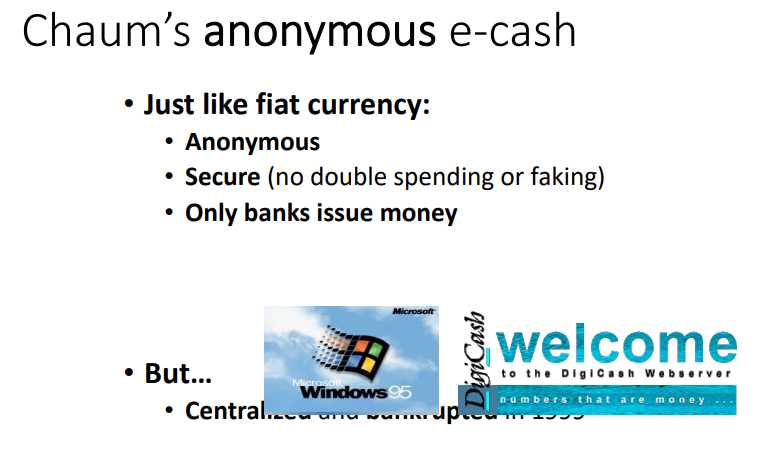 Chaum's anonymous e-cash
• Just like fiat currency:
• Anonymous
• Secure (no double spending or faking)
• Only banks issue money
Microsoft
Microsoft
Windows 95
DigiCash
welcome
to the DigiCash Webserver
numbers that are money ...
• But...
• Centralized and bankrupted in 1999